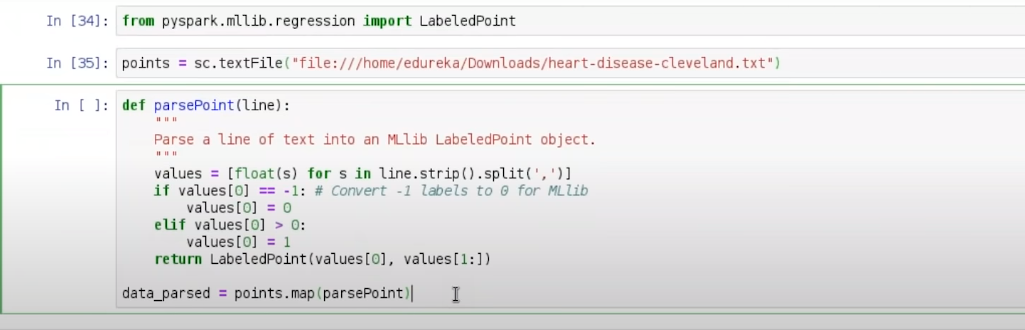 In [34]: from pyspark.mllib.regression import LabeledPoint
In [35]: points = sc.textFile("file:///home/edureka/Downloads/heart-disease-cleveland.txt")
In [ ]: def parsePoint(line):
    """
    Parse a line of text into an MLlib LabeledPoint object.
    """
    values = [float(s) for s in line.strip().split(',')]
    if values[0] == -1: # Convert -1 labels to 0 for MLlib
        values[0] = 0
    elif values[0] > 0:
        values[0] = 1
    return LabeledPoint(values[0], values[1:])
data_parsed = points.map(parsePoint)